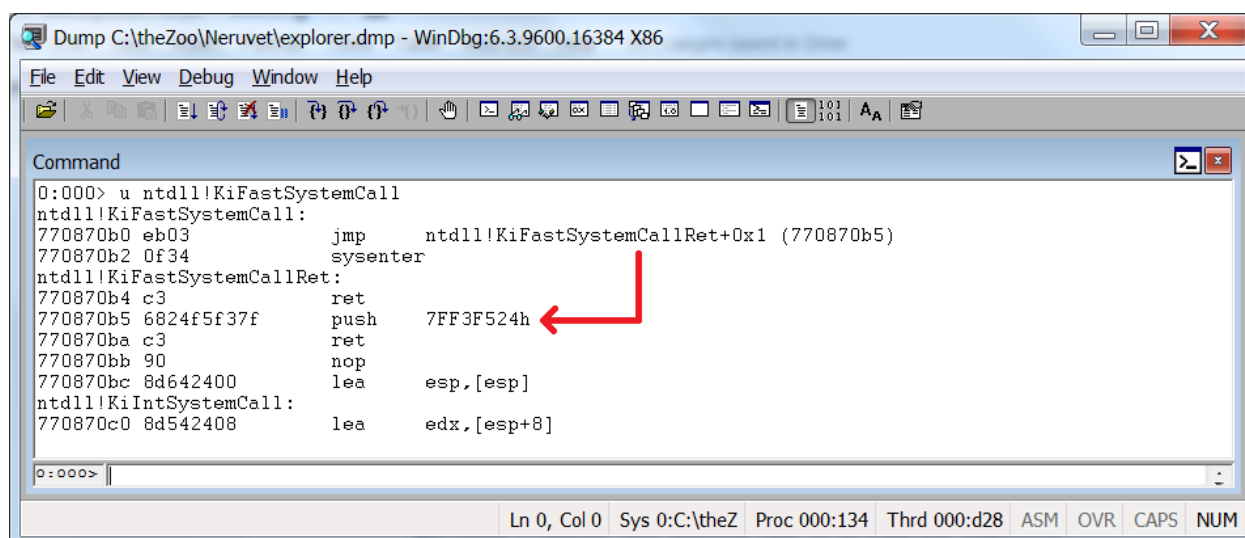 Dump C:\theZoo\Neruvet\explorer.dmp - WinDbg:6.3.9600.16384 X86
File Edit View Debug Window Help
Command
0:000> u ntdll!KiFastSystemCall
ntdll!KiFastSystemCall:
770870b0 eb03 jmp ntdll!KiFastSystemCallRet+0x1 (770870b5)
770870b2 0f34 sysenter
ntdll!KiFastSystemCallRet:
770870b4 c3 ret
770870b5 6824f5f37f push 7FF3F524h
770870ba c3 ret
770870bb 90 nop
770870bc 8d642400 lea esp,[esp]
ntdll!KiIntSystemCall:
770870c0 8d542408 lea edx,[esp+8]
0:000>
Ln 0, Col 0 Sys 0:C:\theZ Proc 000:134 Thrd 000:d28 ASM OVR CAPS NUM